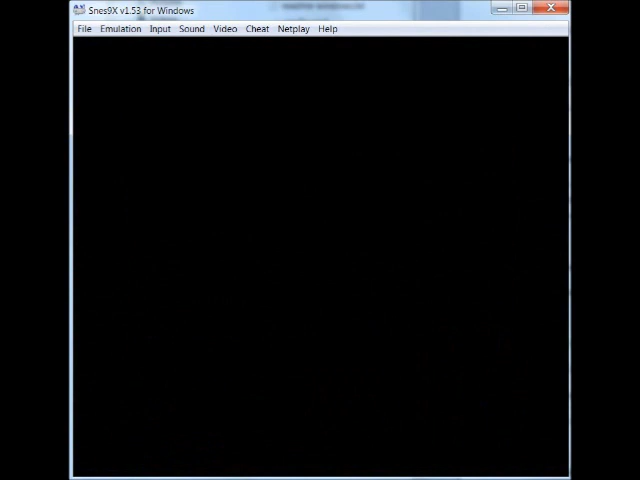 Snes9X v1.53 for Windows
File Emulation Input Sound Video Cheat Netplay Help